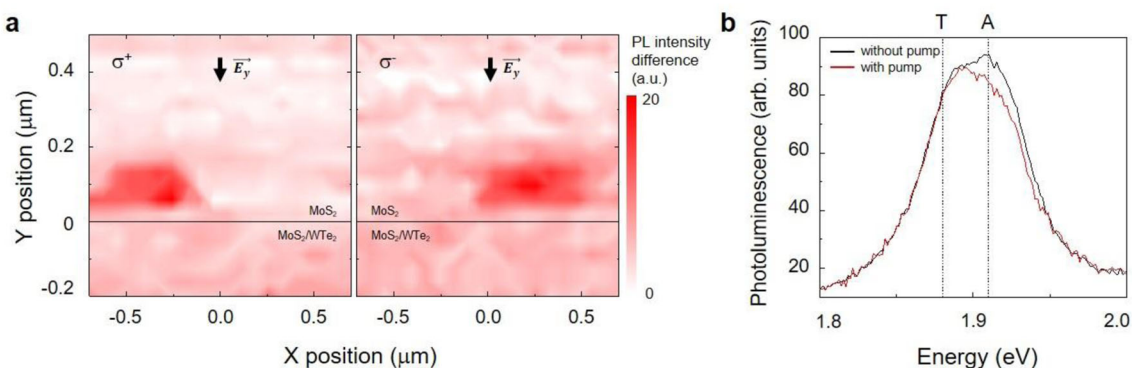 a
σ+
E_y
σ-
E_y
MoS₂
MoS₂/WTe₂
MoS₂
MoS₂/WTe₂
0.4
0.2
0
-0.2
Y position (μm)
-0.5
0.0
0.5
-0.5
0.0
0.5
X position (μm)
PL intensity
difference
(a.u.)
20
0
b
T
A
without pump
with pump
100
80
60
40
20
Photoluminescence (arb. units)
1.8
1.9
2.0
Energy (eV)